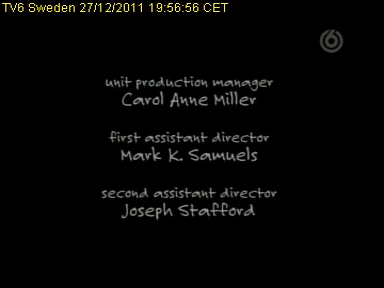 TV6 Sweden 27/12/2011 19:56:56 CET
6
unit production manager
Carol Anne Miller
first assistant director
Mark K. Samuels
second assistant director
Joseph Stafford